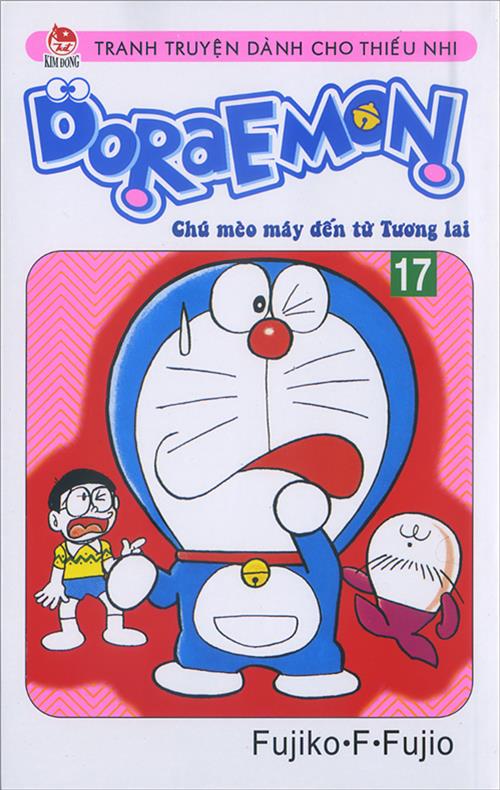 TRANH TRUYỆN DÀNH CHO THIẾU NHI
KIM ĐỒNG
DORAEMON
Chú mèo máy đến từ Tương lai
17
Fujiko•F•Fujio